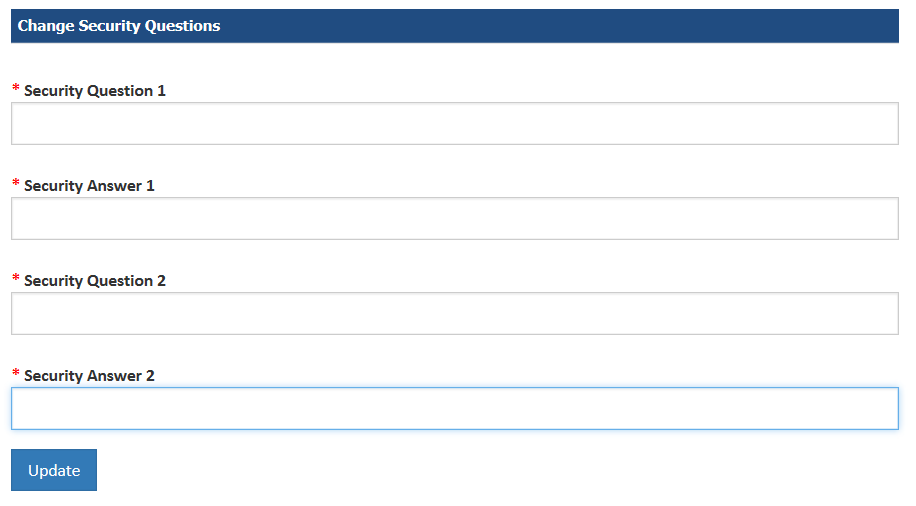 Change Security Questions
* Security Question 1
* Security Answer 1
* Security Question 2
* Security Answer 2
Update